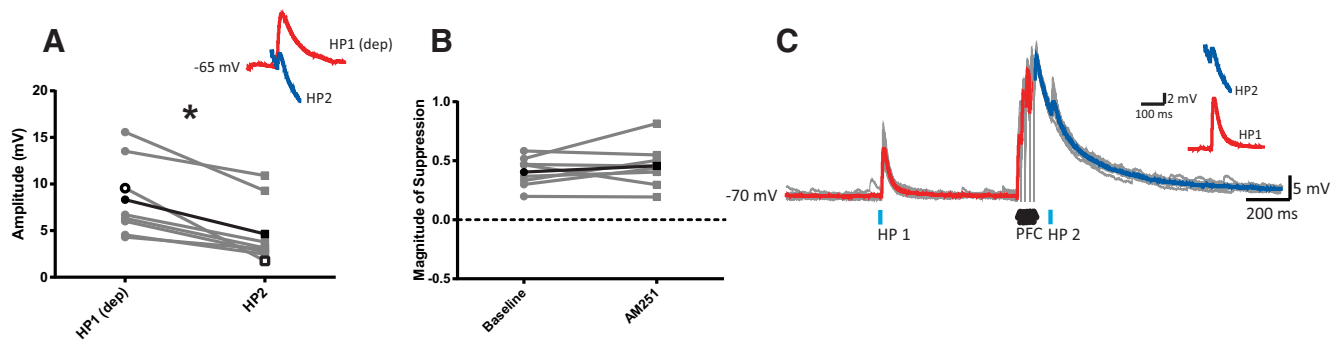 A
-65 mV
HP1 (dep)
HP2
*
Amplitude (mV)
20
15
10
5
0
HP1 (dep)
HP2
B
Magnitude of Suppression
1.0
0.5
0.0
-0.5
Baseline
AM251
C
-70 mV
HP 1
PFC
HP 2
2 mV
100 ms
HP2
HP1
5 mV
200 ms